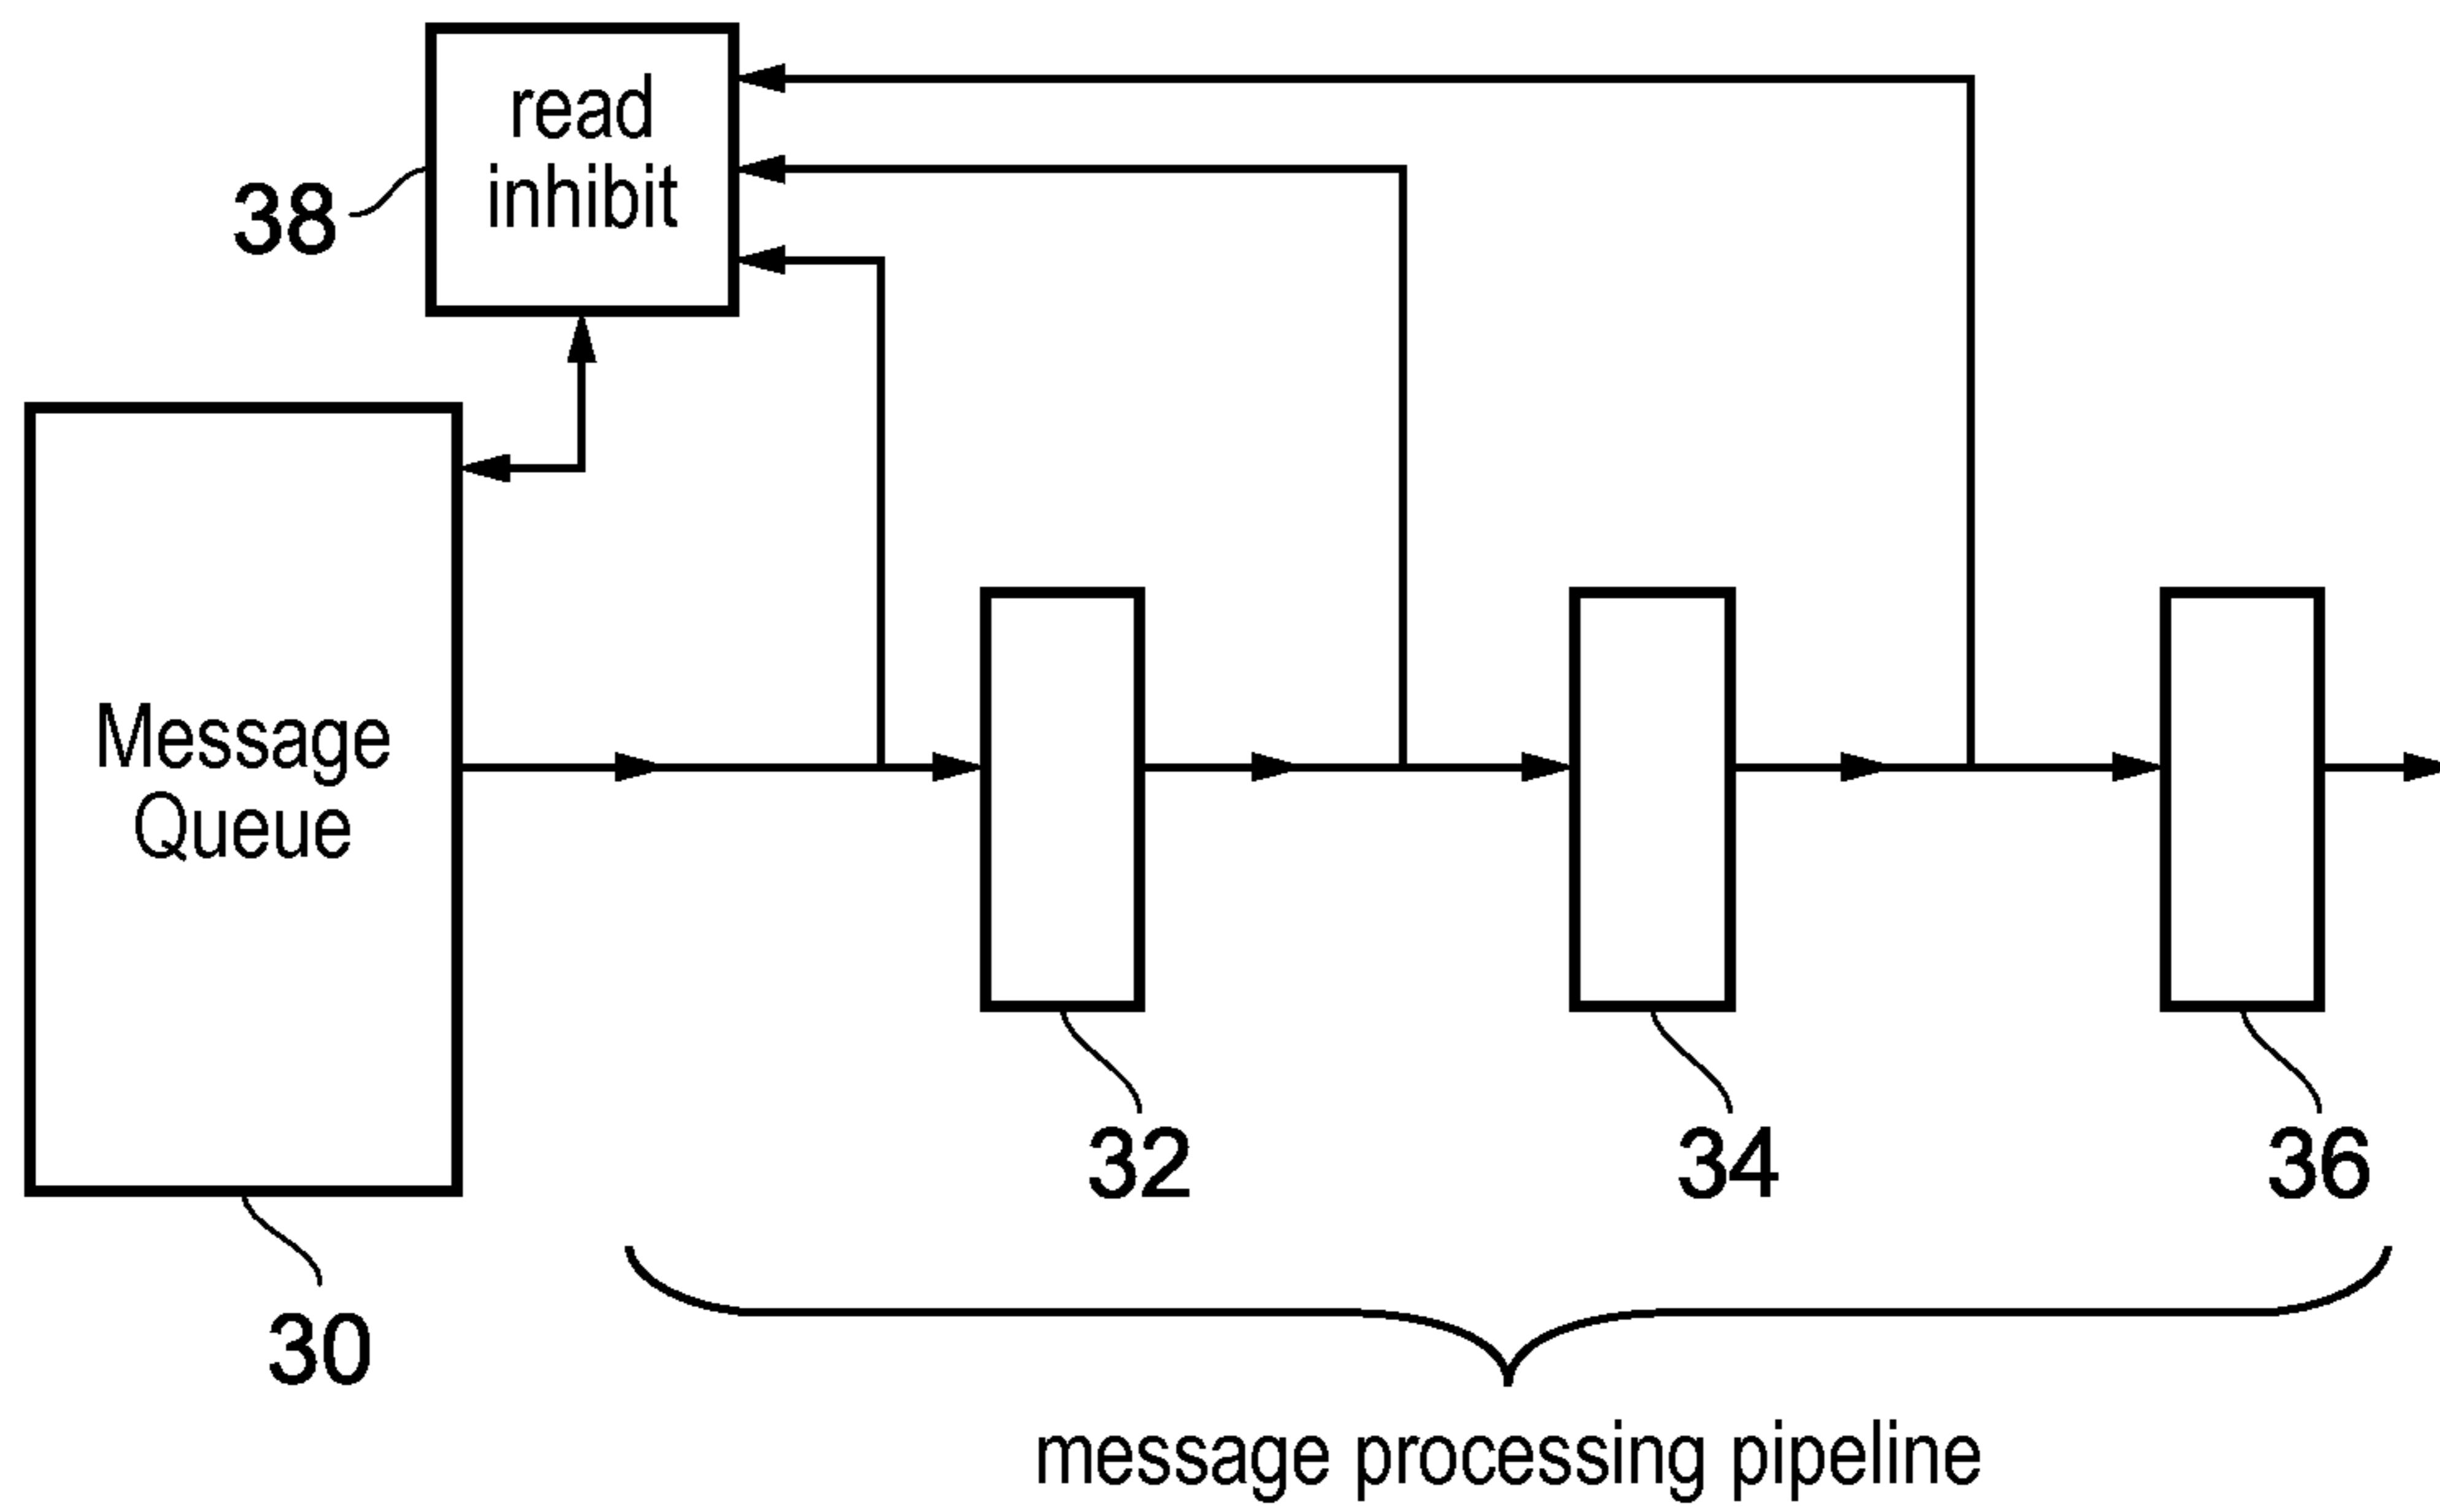 read
inhibit
38
Message
Queue
32
34
36
30
message processing pipeline